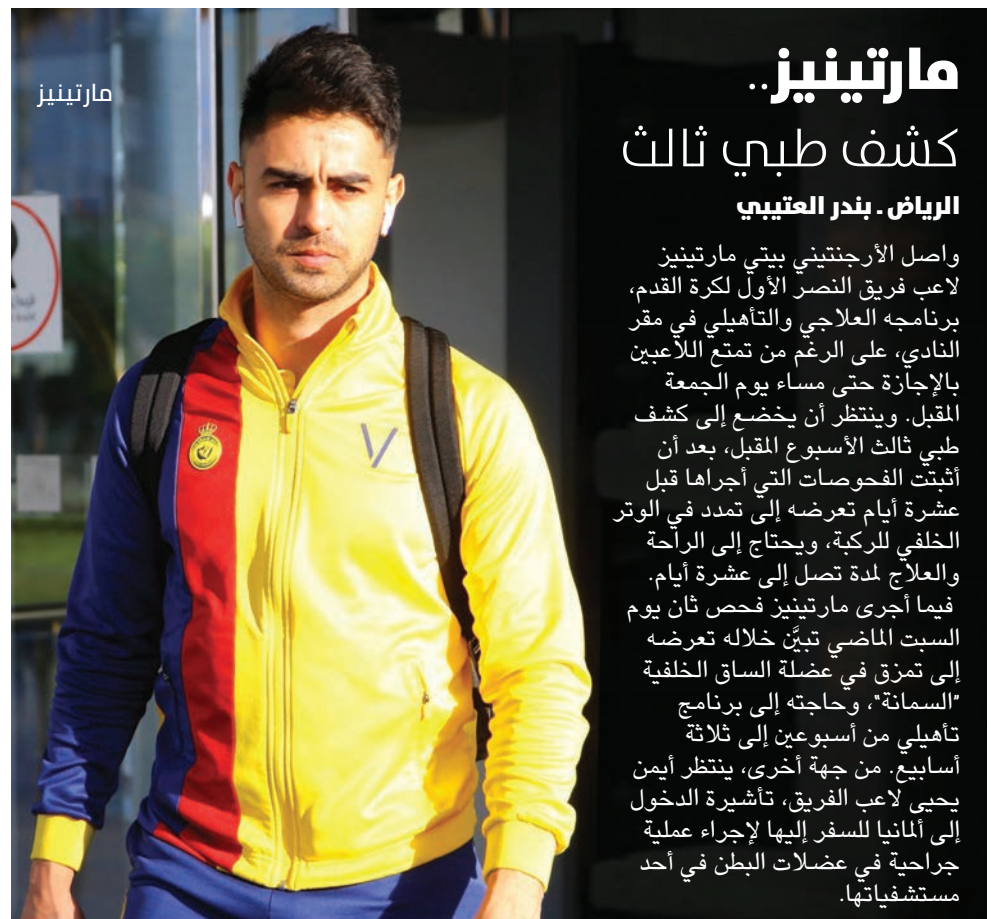 مارتينيز..
كشف طبي ثالث
الرياض ـ بندر العتيبي
واصل الأرجنتيني بيتي مارتينيز
لاعب فريق النصر الأول لكرة القدم،
برنامجه العلاجي والتأهيلي في مقر
النادي، على الرغم من تمتع اللاعبين
بالإجازة حتى مساء يوم الجمعة
المقبل. وينتظر أن يخضع إلى كشف
طبي ثالث الأسبوع المقبل، بعد أن
أثبتت الفحوصات التي أجراها قبل
عشرة أيام تعرضه إلى تمدد في الوتر
الخلفي للركبة، ويحتاج إلى الراحة
والعلاج لمدة تصل إلى عشرة أيام.
فيما أجرى مارتينيز فحص ثان يوم
السبت الماضي تبيَّن خلاله تعرضه
إلى تمزق في عضلة الساق الخلفية
"السمانة"، وحاجته إلى برنامج
تأهيلي من أسبوعين إلى ثلاثة
أسابيع. من جهة أخرى، ينتظر أيمن
يحيى لاعب الفريق، تأشيرة الدخول
إلى ألمانيا للسفر إليها لإجراء عملية
جراحية في عضلات البطن في أحد
مستشفياتها.
مارتينيز